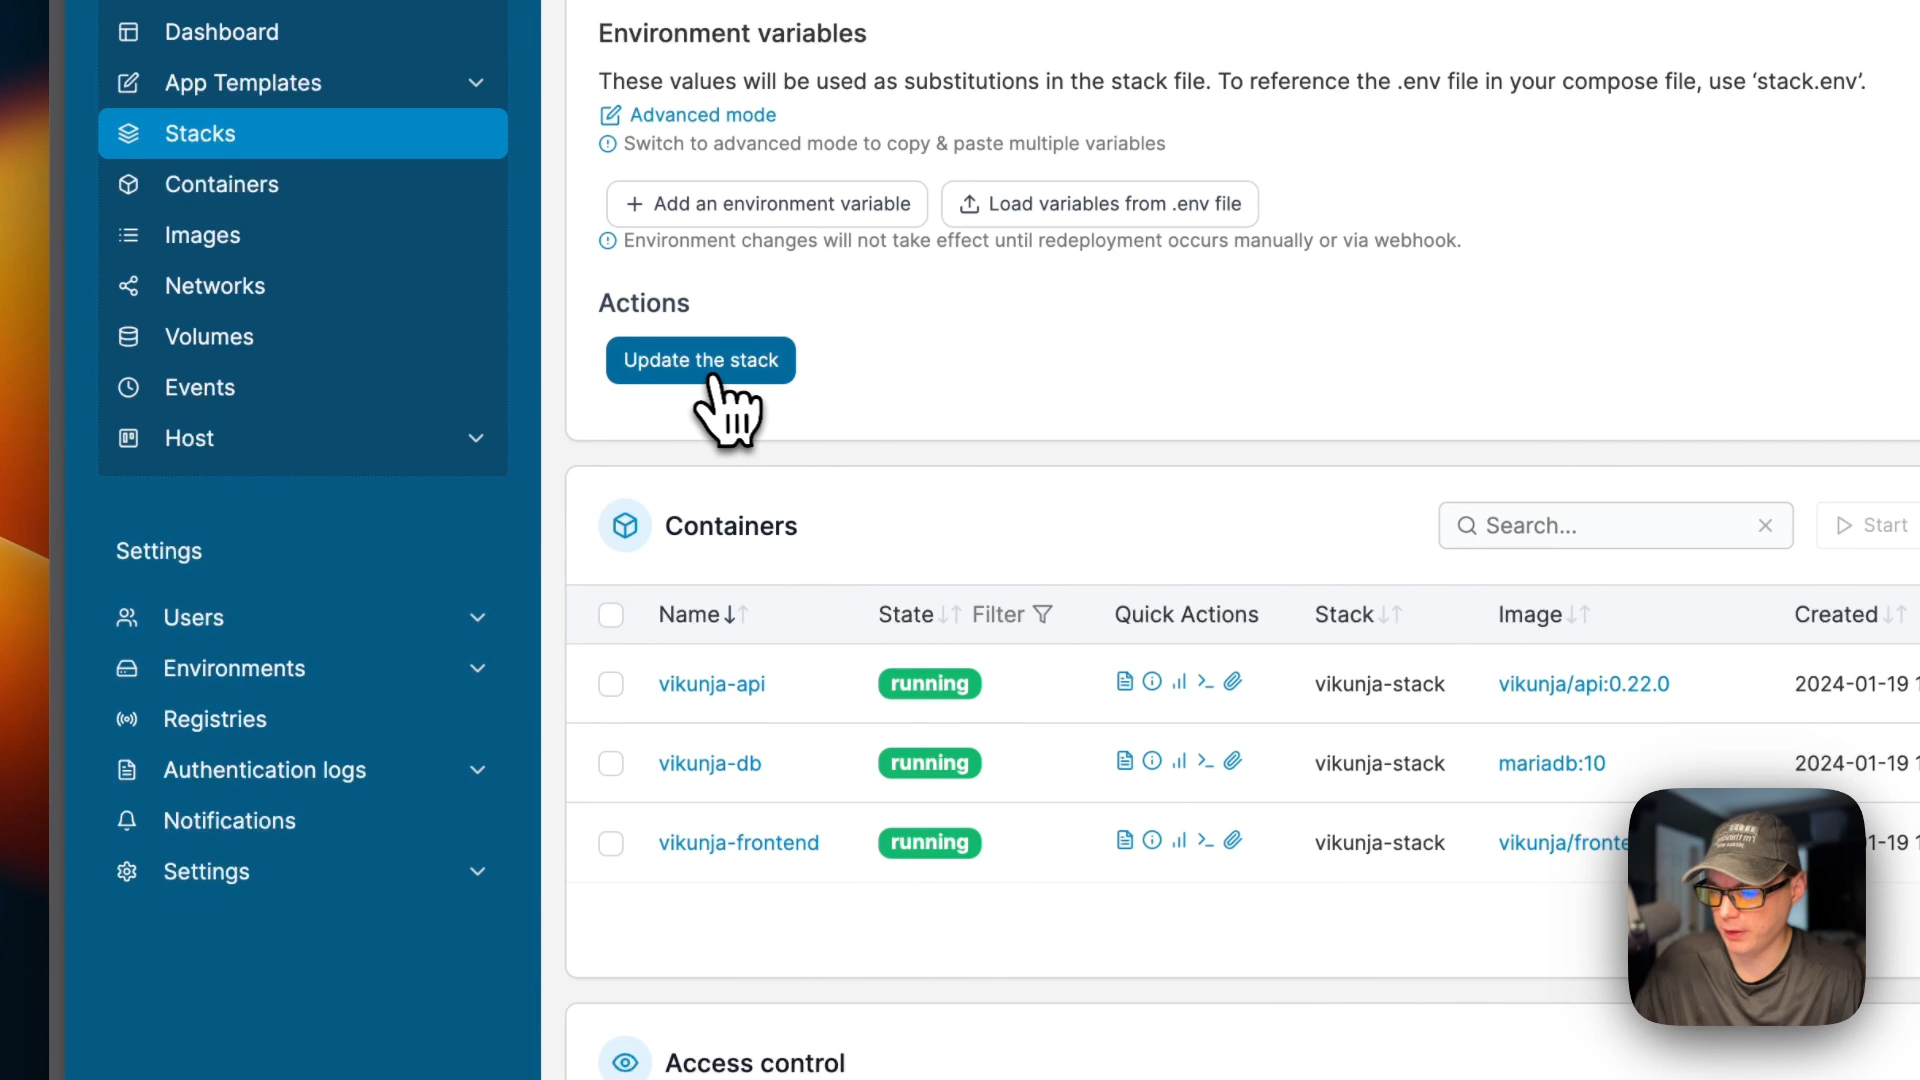 Dashboard
App Templates
Stacks
Containers
Images
Networks
Volumes
Events
Host
Settings
Users
Environments
Registries
Authentication logs
Notifications
Settings
Environment variables
These values will be used as substitutions in the stack file. To reference the .env file in your compose file, use ‘stack.env’.
Advanced mode
Switch to advanced mode to copy & paste multiple variables
Add an environment variable
Load variables from .env file
Environment changes will not take effect until redeployment occurs manually or via webhook.
Actions
Update the stack
Containers
Search...
Start
Name State Filter Quick Actions Stack Image Created
vikunja-api running vikunja-stack vikunja/api:0.22.0 2024-01-19 1
vikunja-db running vikunja-stack mariadb:10 2024-01-19 1
vikunja-frontend running vikunja-stack vikunja/fronte 1-19 1
Access control